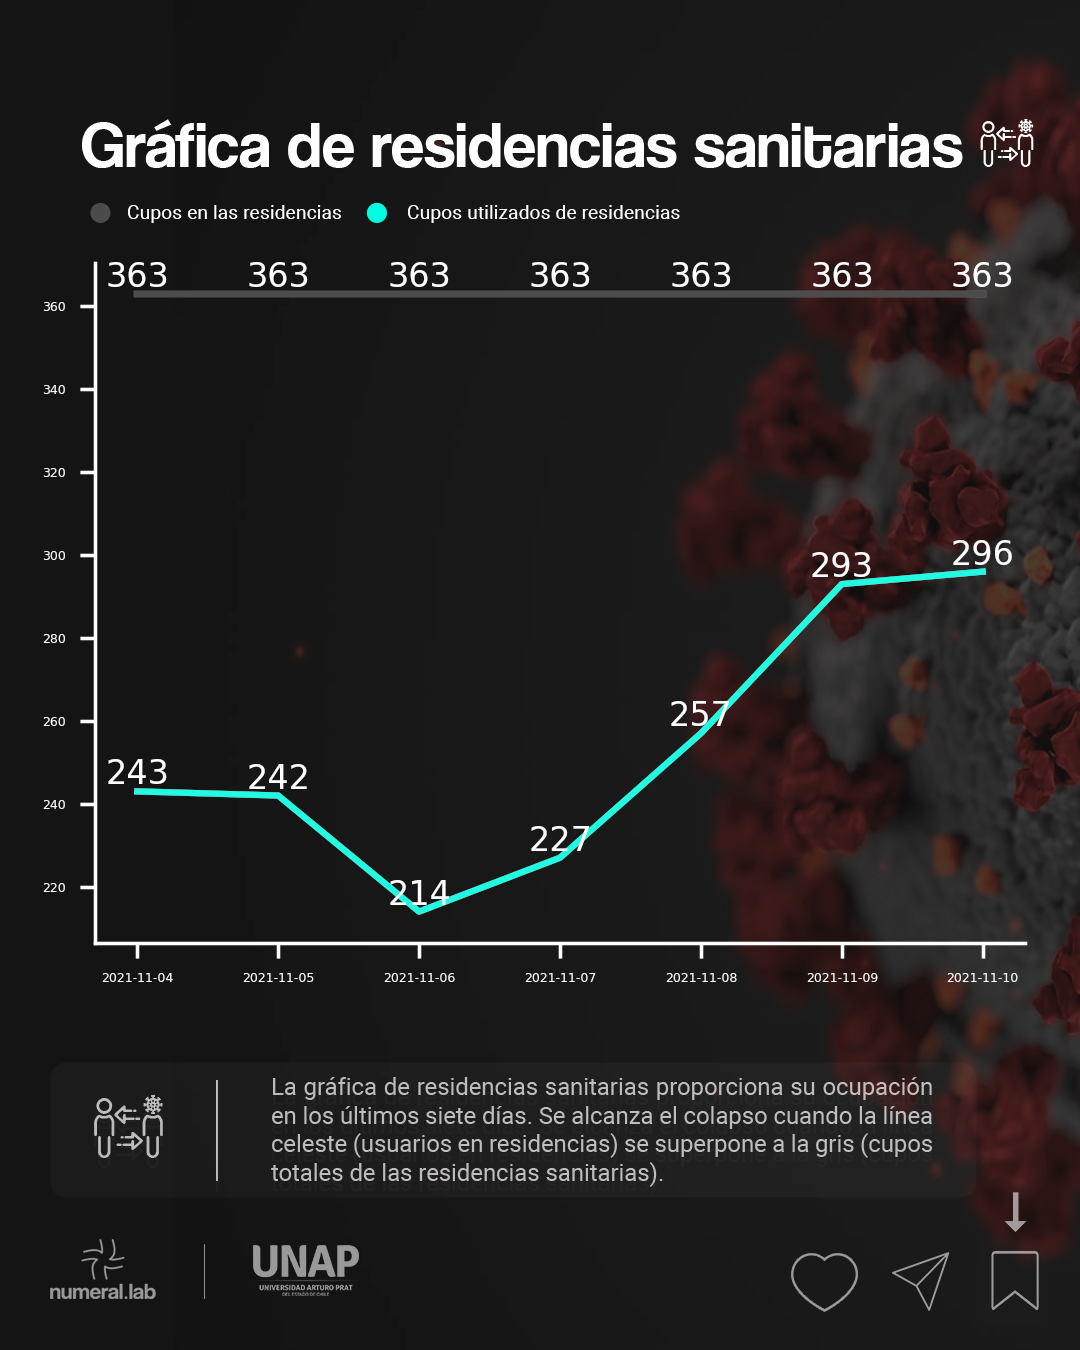 Gráfica de residencias sanitarias
Cupos en las residencias
Cupos utilizados de residencias
363 363 363 363 363 363 363
360
340
320
300
280
260
240
220
243 242 214 227 257 293 296
2021-11-04 2021-11-05 2021-11-06 2021-11-07 2021-11-08 2021-11-09 2021-11-10
La gráfica de residencias sanitarias proporciona su ocupación
en los últimos siete días. Se alcanza el colapso cuando la línea
celeste (usuarios en residencias) se superpone a la gris (cupos
totales de las residencias sanitarias).
numeral.lab
UNAP
UNIVERSIDAD ARTURO PRAT
DEL ESTADO DE CHILE